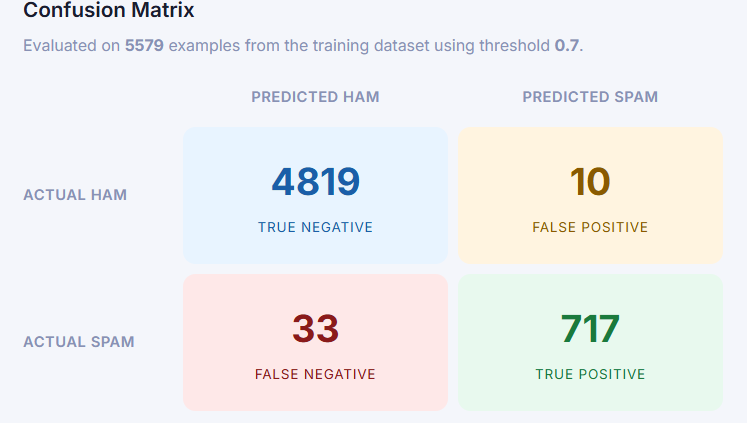 Confusion Matrix
Evaluated on 5579 examples from the training dataset using threshold 0.7.
PREDICTED HAM PREDICTED SPAM
4819 10
ACTUAL HAM
TRUE NEGATIVE FALSE POSITIVE
33 717
ACTUAL SPAM
FALSE NEGATIVE TRUE POSITIVE